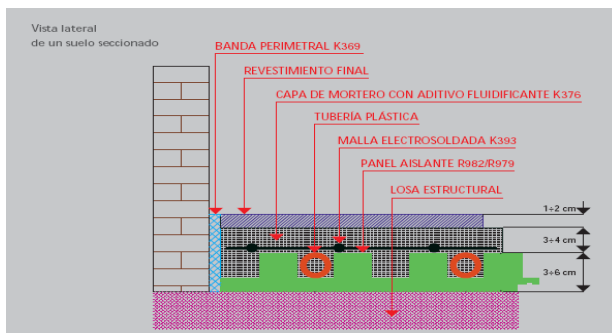 Vista lateral
de un suelo seccionado
BANDA PERIMETRAL K369
REVESTIMIENTO FINAL
CAPA DE MORTERO CON ADITIVO FLUIDIFICANTE K376
TUBERÍA PLÁSTICA
MALLA ELECTROSOLDADA K393
PANEL AISLANTE R982/R979
LOSA ESTRUCTURAL
1÷2 cm
3÷4 cm
3÷6 cm